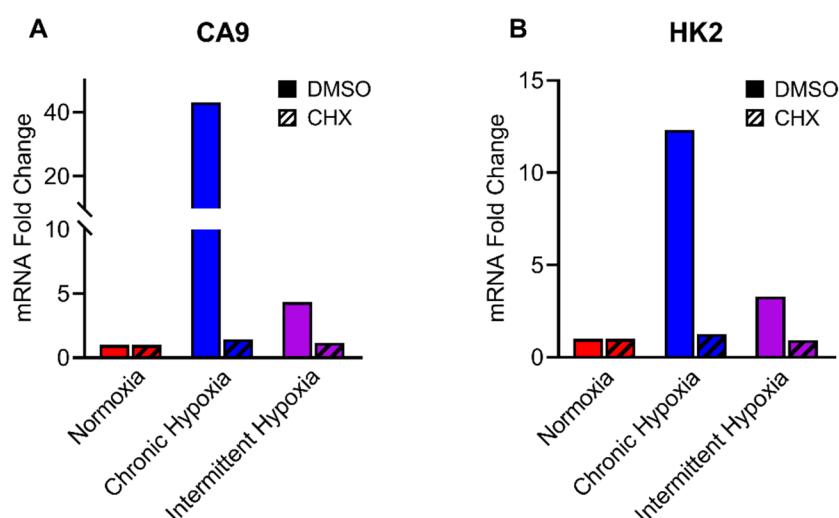 A
CA9
mRNA Fold Change
40
20
10
5
0
DMSO
CHX
Normoxia
Chronic Hypoxia
Intermittent Hypoxia
B
HK2
mRNA Fold Change
15
10
5
0
DMSO
CHX
Normoxia
Chronic Hypoxia
Intermittent Hypoxia